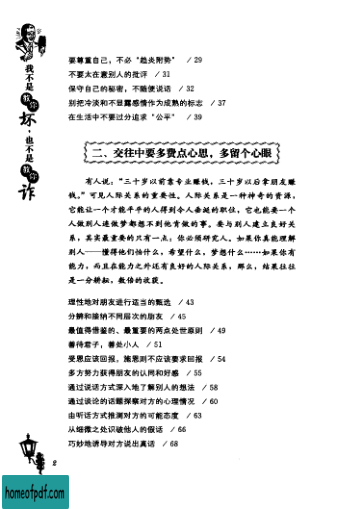 我不是教你坏·也不是教你诈
要尊重自己，不必“趋炎附势” / 29
不要太在意别人的批评 / 31
保守自己的秘密，不随便说话 / 32
别把冷淡和不显露感情作为成熟的标志 / 37
在生活中不要过分追求“公平” / 39
二、交往中要多费点心思，多留个心眼
有人说：“三十岁以前靠专业赚钱，三十岁以后拿朋友赚
钱。”可见人际关系的重要性。人际关系是一种神奇的资源，
它能让一个才能平平的人得到令人垂涎的职位，它也能要一个
人做别人连做梦都想不到他肯做的事。要与别人建立良好关
系，其实最重要的只有一点：你必须研究人。如果你真能理解
别人——懂得他们怕什么，希望什么，梦想什么……如果你有
能力，而且在能力之外还有良好的人际关系，那么，结果往往
是一分耕耘，数倍的收获。
理性地对朋友进行适当的甄选 / 43
分辨和接纳不同层次的朋友 / 45
最值得借鉴的、最重要的两点处世原则 / 49
善待君子，善处小人 / 51
受恩应该回报，施恩则不应该要求回报 / 54
多方努力获得朋友的认同和好感 / 55
通过说话方式深入地了解别人的想法 / 58
通过谈论的话题探察对方的心理情况 / 60
由听话方式推测对方的可能态度 / 63
从细微之处识破他人的假话 / 66
巧妙地诱导对方说出真话 / 68
2
homeofpdf.com